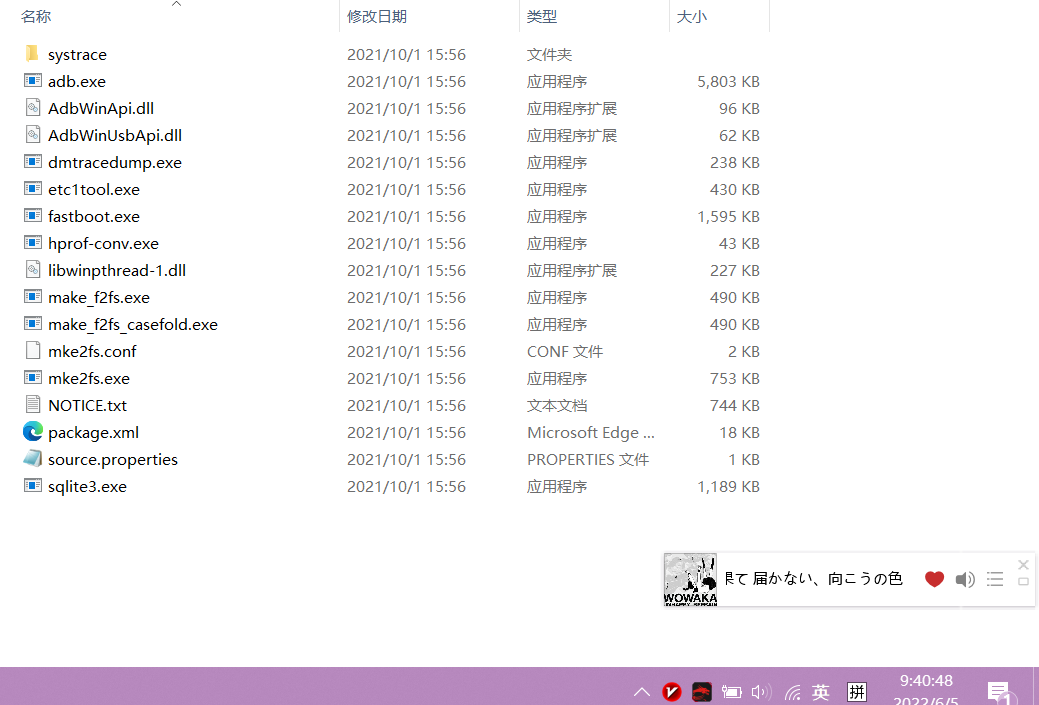 名称 修改日期 类型 大小
systrace 2021/10/1 15:56 文件夹
adb.exe 2021/10/1 15:56 应用程序 5,803 KB
AdbWinApi.dll 2021/10/1 15:56 应用程序扩展 96 KB
AdbWinUsbApi.dll 2021/10/1 15:56 应用程序扩展 62 KB
dmtracedump.exe 2021/10/1 15:56 应用程序 238 KB
etc1tool.exe 2021/10/1 15:56 应用程序 430 KB
fastboot.exe 2021/10/1 15:56 应用程序 1,595 KB
hprof-conv.exe 2021/10/1 15:56 应用程序 43 KB
libwinpthread-1.dll 2021/10/1 15:56 应用程序扩展 227 KB
make_f2fs.exe 2021/10/1 15:56 应用程序 490 KB
make_f2fs_casefold.exe 2021/10/1 15:56 应用程序 490 KB
mke2fs.conf 2021/10/1 15:56 CONF 文件 2 KB
mke2fs.exe 2021/10/1 15:56 应用程序 753 KB
NOTICE.txt 2021/10/1 15:56 文本文档 744 KB
package.xml 2021/10/1 15:56 Microsoft Edge ... 18 KB
source.properties 2021/10/1 15:56 PROPERTIES 文件 1 KB
sqlite3.exe 2021/10/1 15:56 应用程序 1,189 KB
果て 届かない、向こうの色
WOWAKA
英 拼 9:40:48
2022/6/5 1